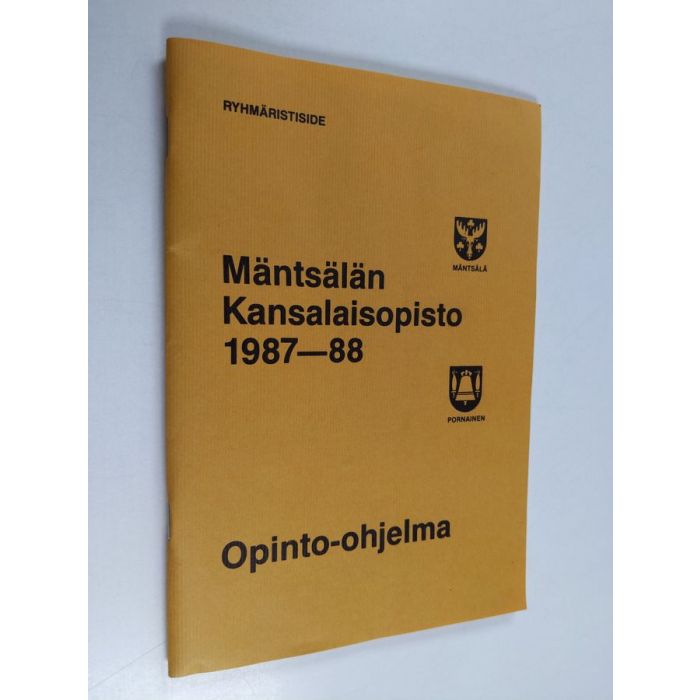 RYHMÄRISTISIDE
MÄNTSÄLÄ
Mäntsälän
Kansalaisopisto
1987—88
PORNAINEN
Opinto-ohjelma